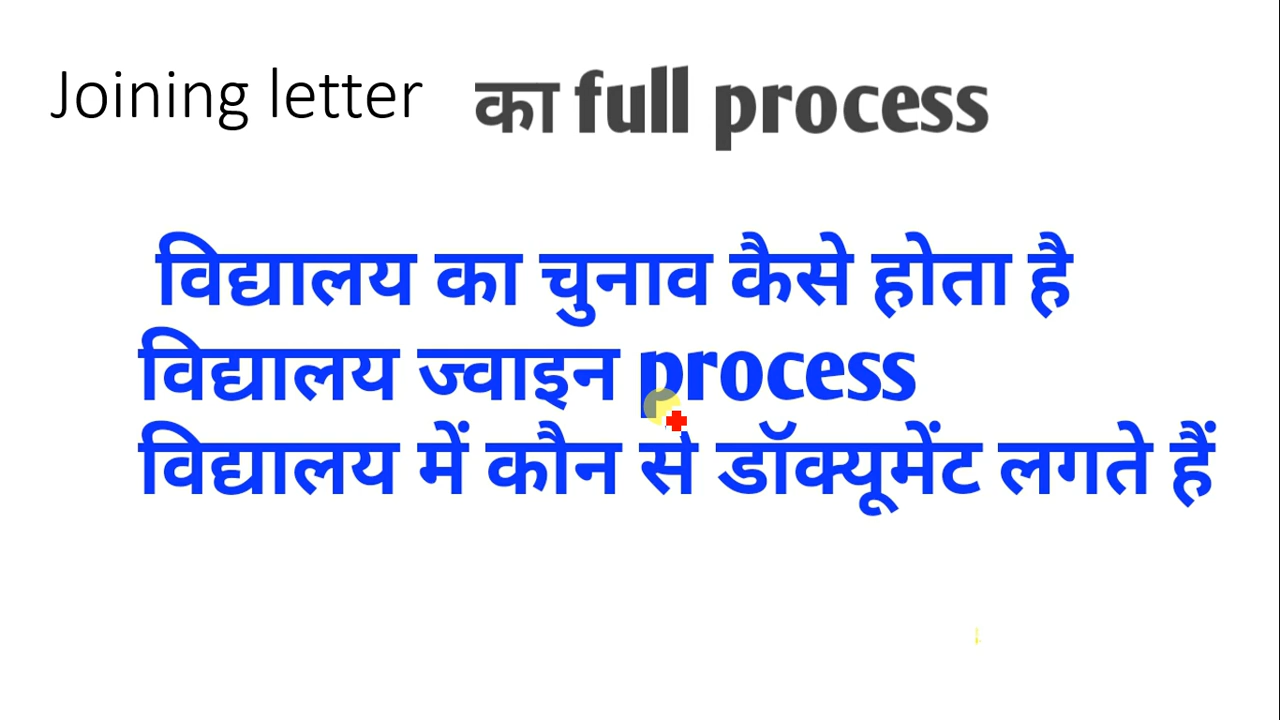 Joining letter का full process
विद्यालय का चुनाव कैसे होता है
विद्यालय ज्वाइन process
विद्यालय में कौन से डॉक्यूमेंट लगते हैं